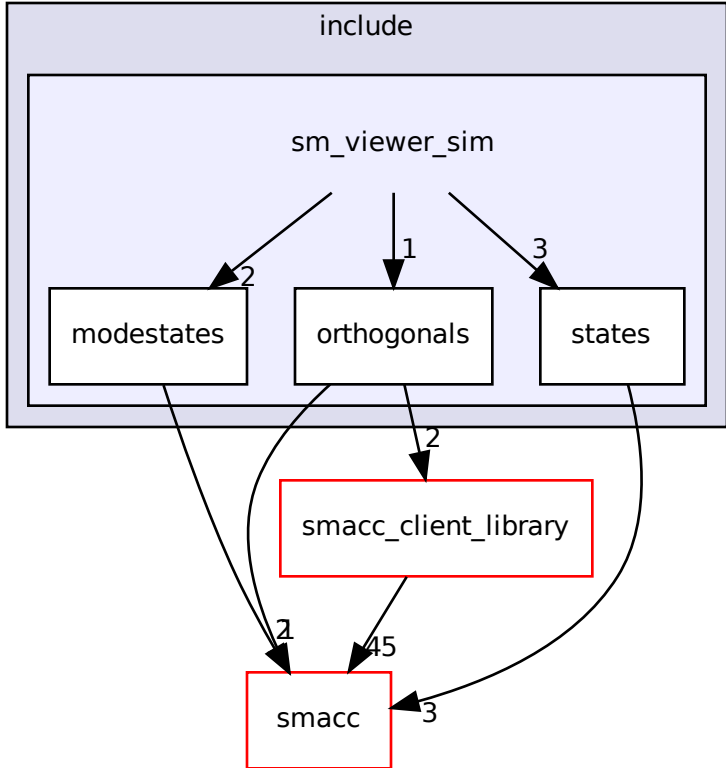 include
sm_viewer_sim
2
1
3
modestates
orthogonals
states
2
smacc_client_library
2
1
45
3
smacc